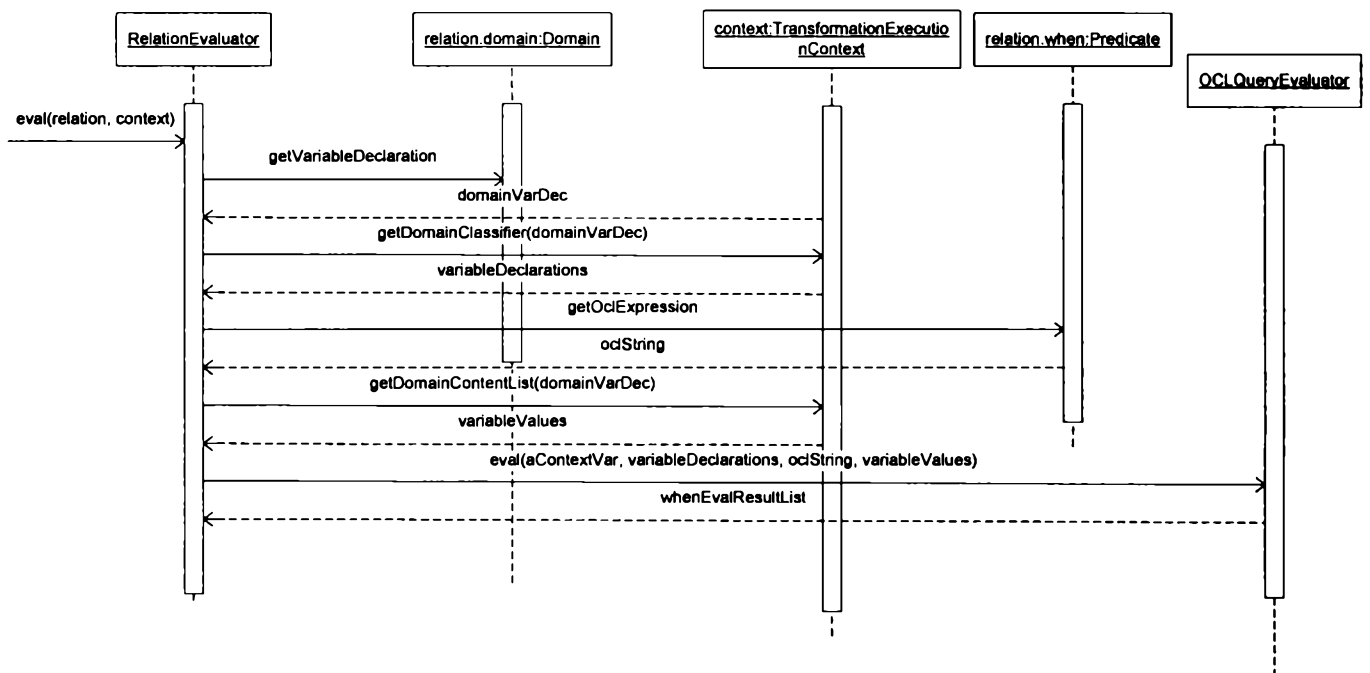 RelationEvaluator
relation.domain:Domain
context:TransformationExecutio
nContext
relation.when:Predicate
OCLQueryEvaluator
eval(relation, context)
getVariableDeclaration
domainVarDec
getDomainClassifier(domainVarDec)
variableDeclarations
getOclExpression
oclString
getDomainContentList(domainVarDec)
variableValues
eval(aContextVar, variableDeclarations, oclString, variableValues)
whenEvalResultList